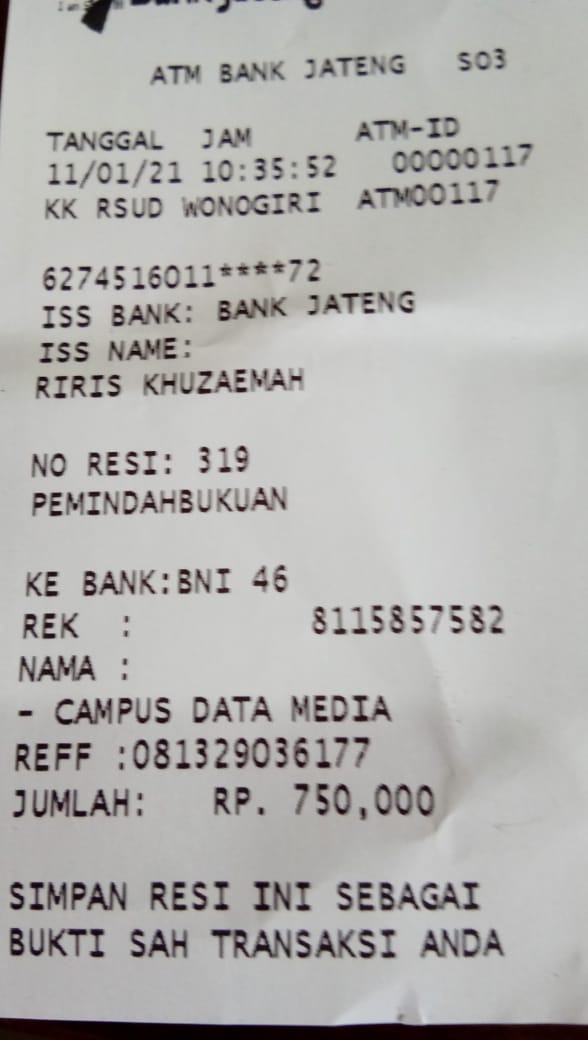 ATM BANK JATENG S03
TANGGAL JAM ATM-ID
11/01/21 10:35:52 00000117
KK RSUD WONOGIRI ATM00117
6274516011****72
ISS BANK: BANK JATENG
ISS NAME:
RIRIS KHUZAEMAH
NO RESI: 319
PEMINDAHBUKUAN
KE BANK:BNI 46
REK : 8115857582
NAMA :
- CAMPUS DATA MEDIA
REFF :081329036177
JUMLAH: RP. 750,000
SIMPAN RESI INI SEBAGAI
BUKTI SAH TRANSAKSI ANDA